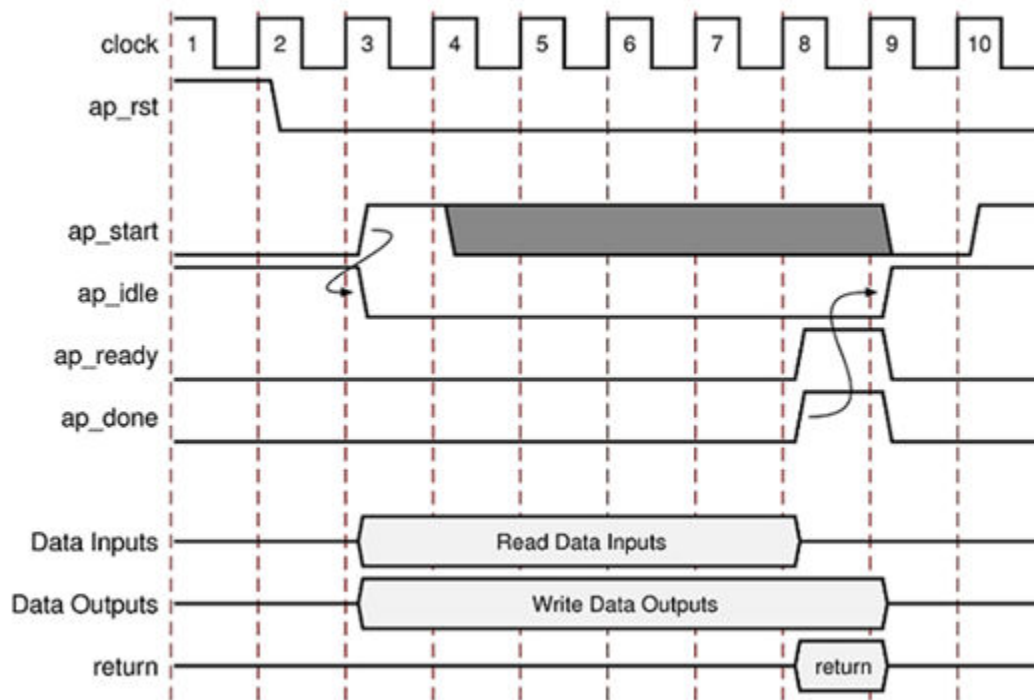 clock 1 2 3 4 5 6 7 8 9 10
ap_rst
ap_start
ap_idle
ap_ready
ap_done
Data Inputs Read Data Inputs
Data Outputs Write Data Outputs
return return